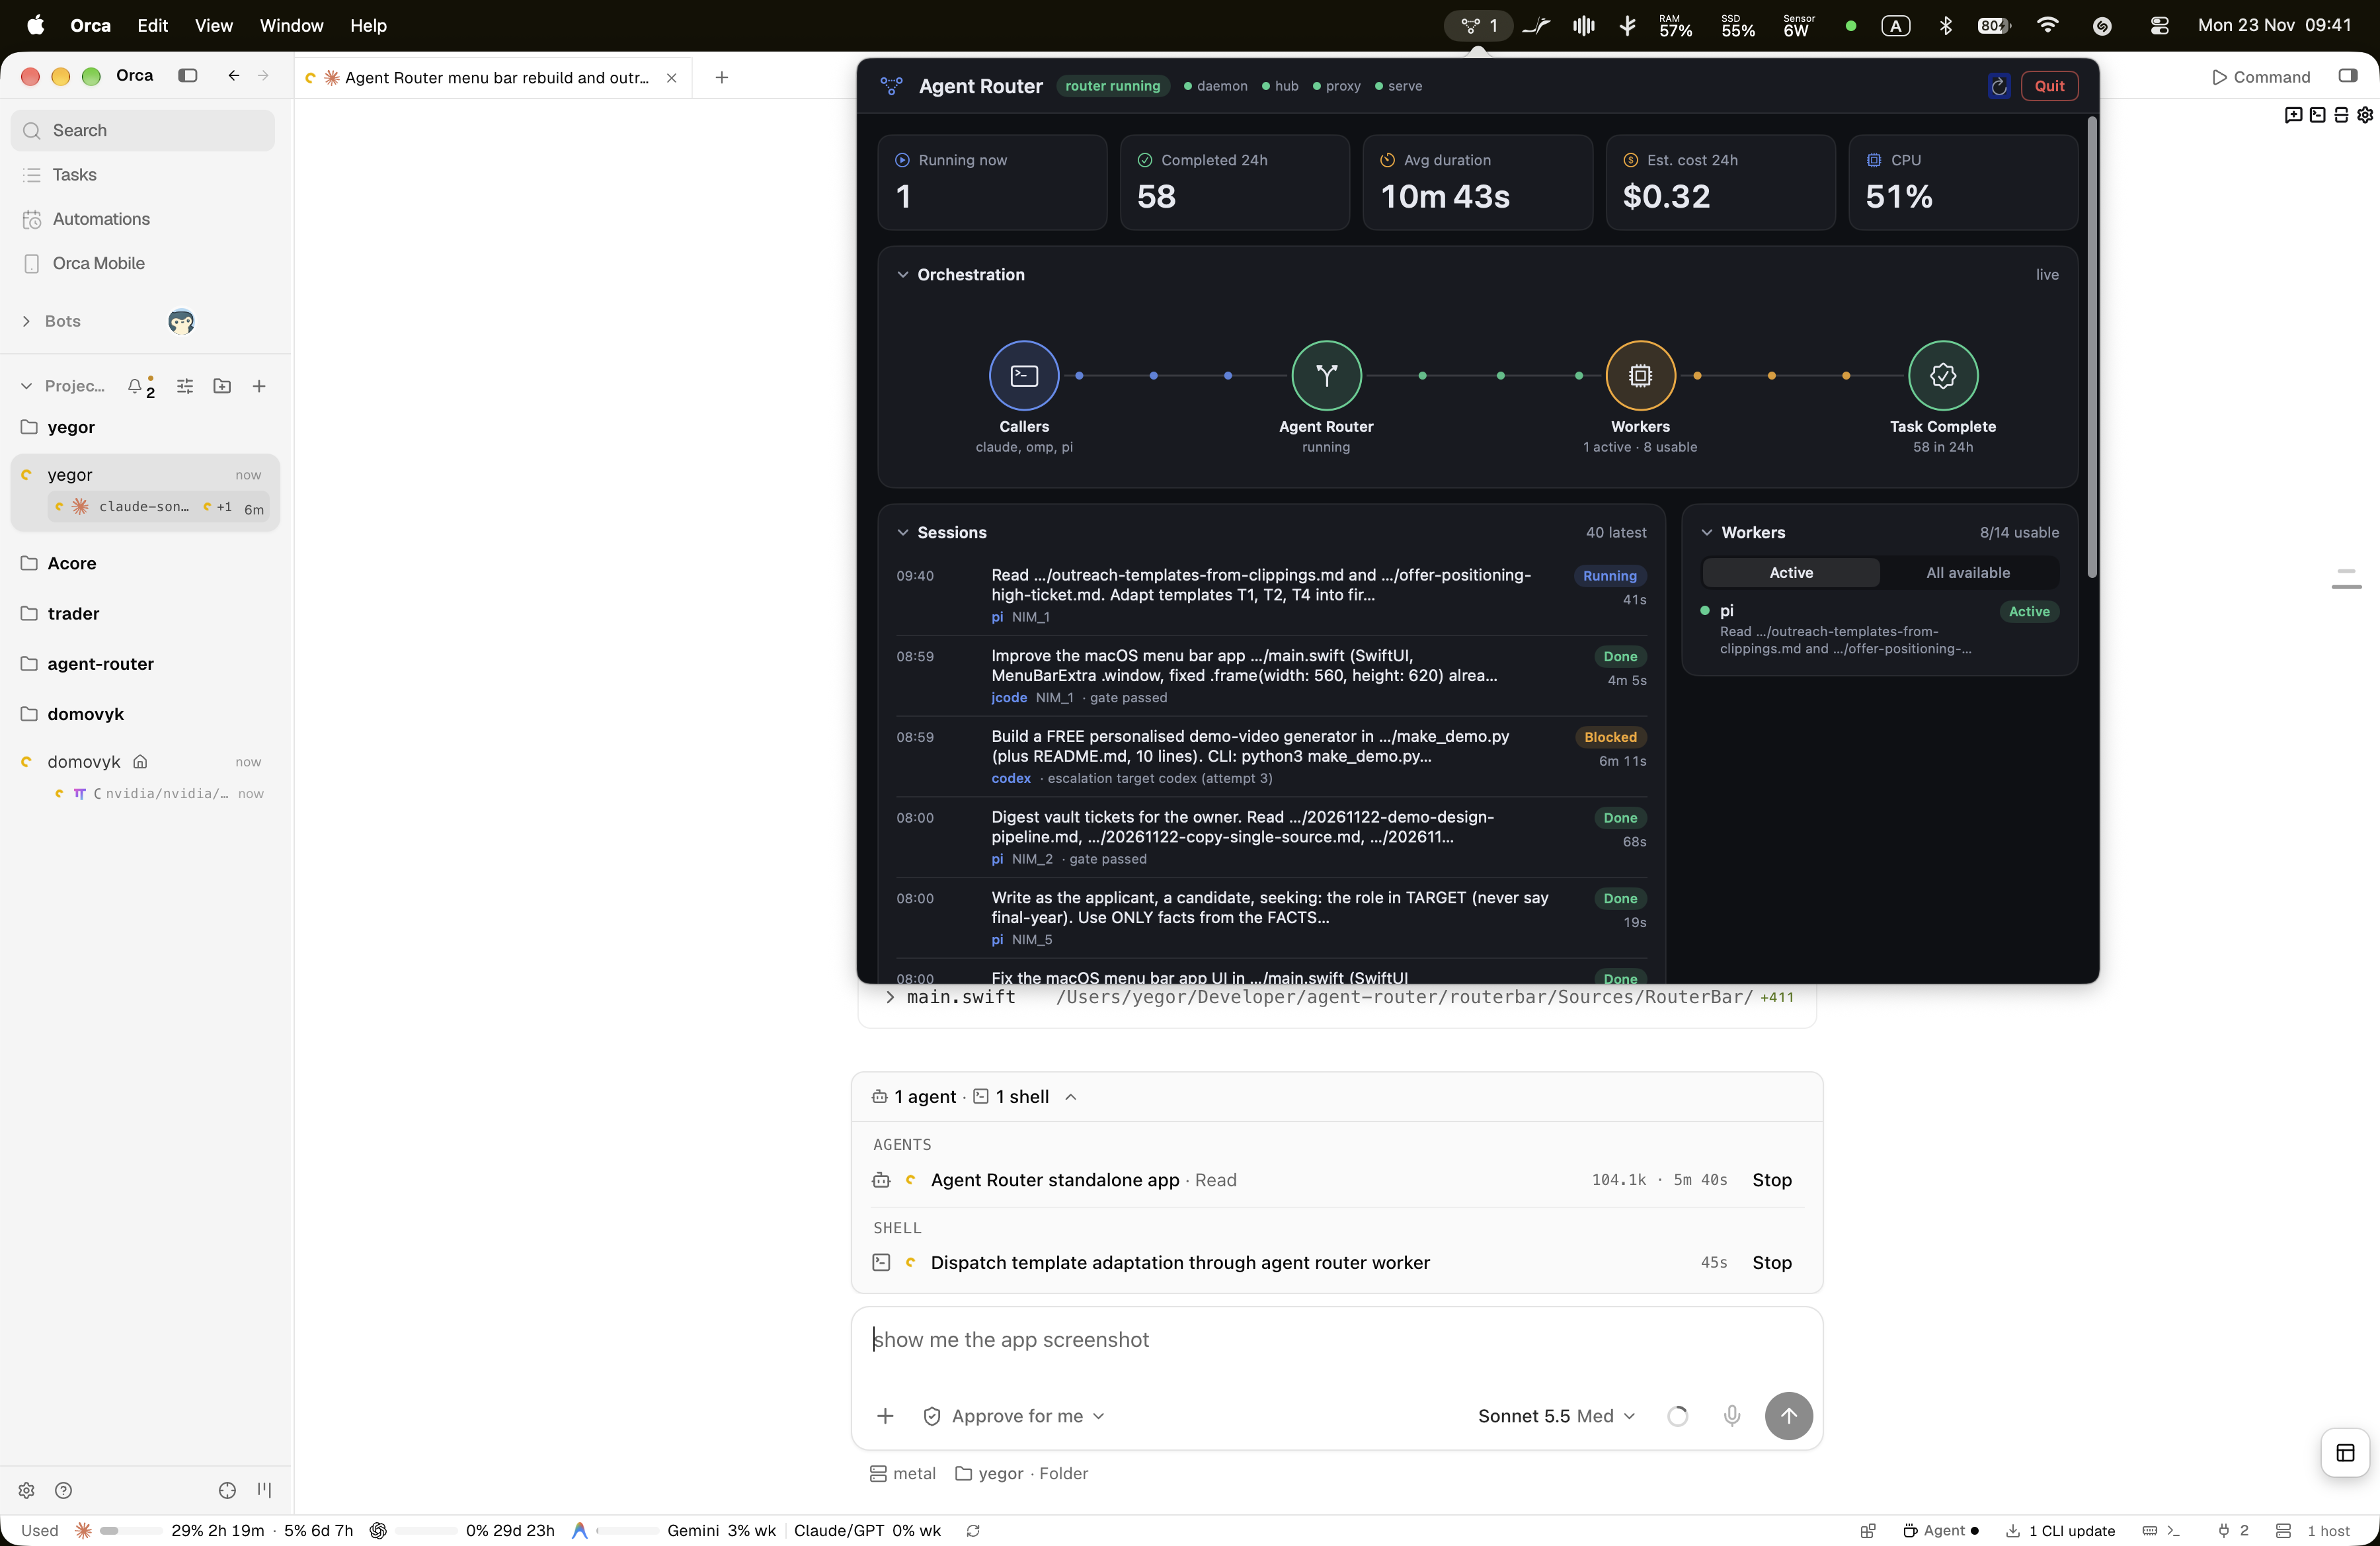 Orca Edit View Window Help
1
RAM 57%
SSD 55%
Sensor 6W
A
80
Mon 23 Nov 09:41
Orca
Agent Router menu bar rebuild and outr...
Command
Search
Tasks
Automations
Orca Mobile
Bots
Projec...
2
yegor
yegor
now
claude-son...
+1
6m
Acore
trader
agent-router
domovyk
domovyk
now
C nvidia/nvidia/...
now
Agent Router
router running
daemon
hub
proxy
serve
Quit
Running now
1
Completed 24h
58
Avg duration
10m 43s
Est. cost 24h
$0.32
CPU
51%
Orchestration
live
Callers
claude, omp, pi
Agent Router
running
Workers
1 active · 8 usable
Task Complete
58 in 24h
Sessions
40 latest
09:40
Read .../outreach-templates-from-clippings.md and .../offer-positioning-
high-ticket.md. Adapt templates T1, T2, T4 into fir...
pi NIM_1
Running
41s
08:59
Improve the macOS menu bar app .../main.swift (SwiftUI,
MenuBarExtra .window, fixed .frame(width: 560, height: 620) alrea...
jcode NIM_1 · gate passed
Done
4m 5s
08:59
Build a FREE personalised demo-video generator in .../make_demo.py
(plus README.md, 10 lines). CLI: python3 make_demo.py...
codex · escalation target codex (attempt 3)
Blocked
6m 11s
08:00
Digest vault tickets for the owner. Read .../20261122-demo-design-
pipeline.md, .../20261122-copy-single-source.md, .../202611...
pi NIM_2 · gate passed
Done
68s
08:00
Write as the applicant, a candidate, seeking: the role in TARGET (never say
final-year). Use ONLY facts from the FACTS...
pi NIM_5
Done
19s
08:00
Fix the macOS menu bar app UI in .../main.swift (SwiftUI
Done
Workers
8/14 usable
Active
All available
pi
Active
Read .../outreach-templates-from-
clippings.md and .../offer-positioning-...
main.swift /Users/yegor/Developer/agent-router/routerbar/Sources/RouterBar/ +411
1 agent · 1 shell
AGENTS
Agent Router standalone app · Read
104.1k · 5m 40s
Stop
SHELL
Dispatch template adaptation through agent router worker
45s
Stop
show me the app screenshot
Approve for me
Sonnet 5.5 Med
metal
yegor · Folder
Used
29% 2h 19m · 5% 6d 7h
0% 29d 23h
Gemini 3% wk
Claude/GPT 0% wk
Agent
1 CLI update
2
1 host